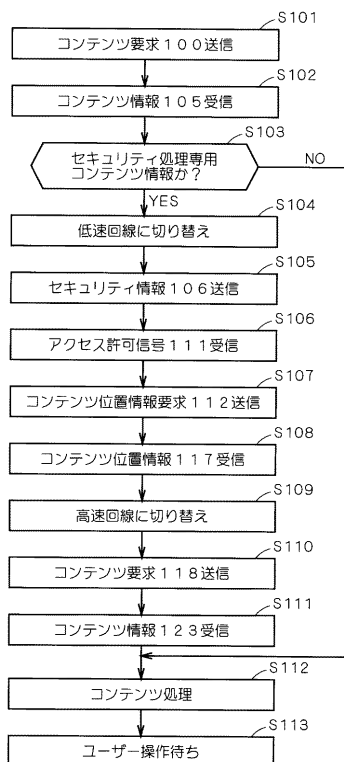 S101
コンテンツ要求100送信
S102
コンテンツ情報105受信
S103
セキュリティ処理専用
コンテンツ情報か?
NO
YES
S104
低速回線に切り替え
S105
セキュリティ情報106送信
S106
アクセス許可信号111受信
S107
コンテンツ位置情報要求112送信
S108
コンテンツ位置情報117受信
S109
高速回線に切り替え
S110
コンテンツ要求118送信
S111
コンテンツ情報123受信
S112
コンテンツ処理
S113
ユーザー操作待ち